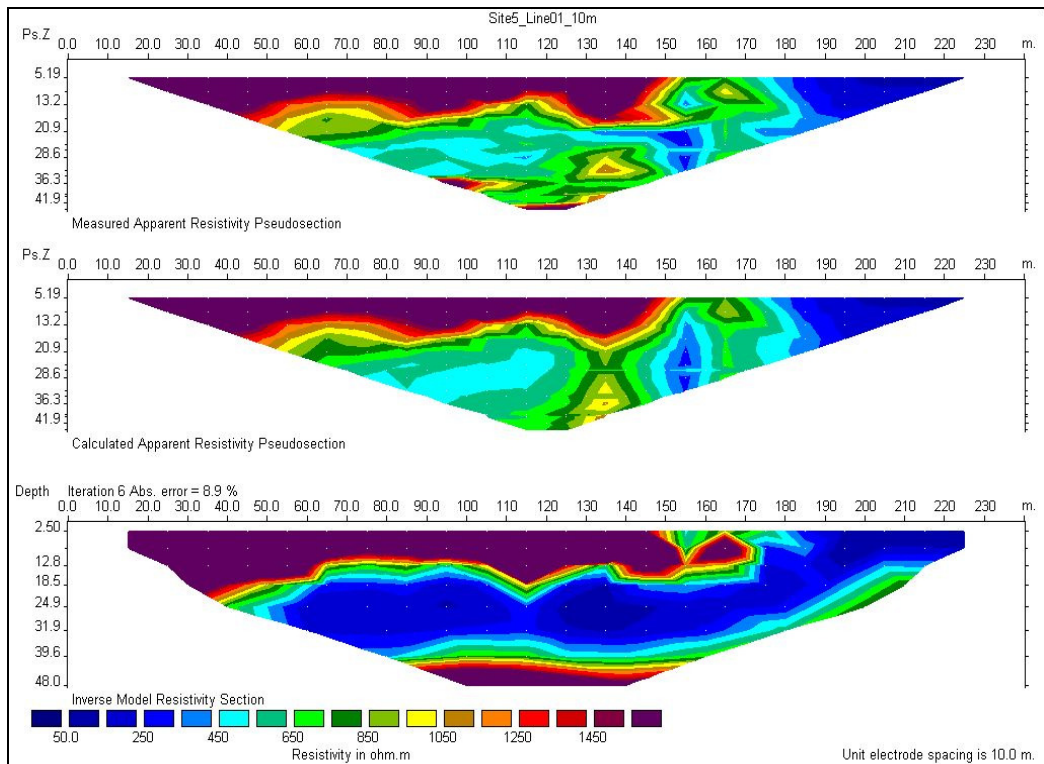 Site5_Line01_10m
Ps.Z 0.0 10.0 20.0 30.0 40.0 50.0 60.0 70.0 80.0 90.0 100 110 120 130 140 150 160 170 180 190 200 210 220 230 m.
5.19
13.2
20.9
28.6
36.3
41.9
Measured Apparent Resistivity Pseudosection
Ps.Z 0.0 10.0 20.0 30.0 40.0 50.0 60.0 70.0 80.0 90.0 100 110 120 130 140 150 160 170 180 190 200 210 220 230 m.
5.19
13.2
20.9
28.6
36.3
41.9
Calculated Apparent Resistivity Pseudosection
Depth Iteration 6 Abs. error = 8.9 %
0.0 10.0 20.0 30.0 40.0 50.0 60.0 70.0 80.0 90.0 100 110 120 130 140 150 160 170 180 190 200 210 220 230 m.
2.50
12.8
18.5
24.9
31.9
39.6
48.0
Inverse Model Resistivity Section
50.0 250 450 650 850 1050 1250 1450
Resistivity in ohm.m
Unit electrode spacing is 10.0 m.